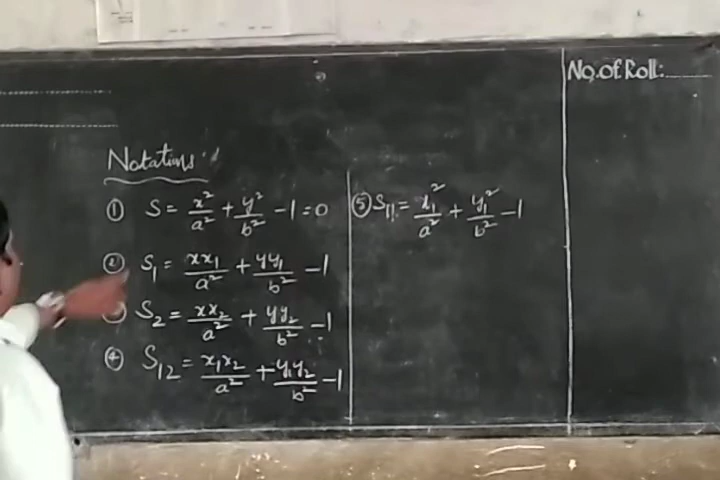 No. of Roll:
Notations:
① S = x²/a² + y²/b² - 1 = 0
② S₁ = xx₁/a² + yy₁/b² - 1
S₂ = xx₂/a² + yy₂/b² - 1
④ S₁₂ = x₁x₂/a² + y₁y₂/b² - 1
⑤ S₁₁ = x₁²/a² + y₁²/b² - 1